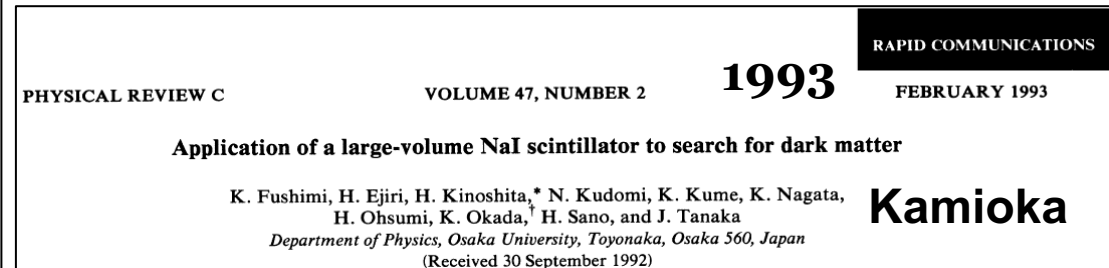 RAPID COMMUNICATIONS
PHYSICAL REVIEW C VOLUME 47, NUMBER 2 1993 FEBRUARY 1993
Application of a large-volume NaI scintillator to search for dark matter
K. Fushimi, H. Ejiri, H. Kinoshita,* N. Kudomi, K. Kume, K. Nagata,
H. Ohsumi, K. Okada,† H. Sano, and J. Tanaka
Kamioka
Department of Physics, Osaka University, Toyonaka, Osaka 560, Japan
(Received 30 September 1992)